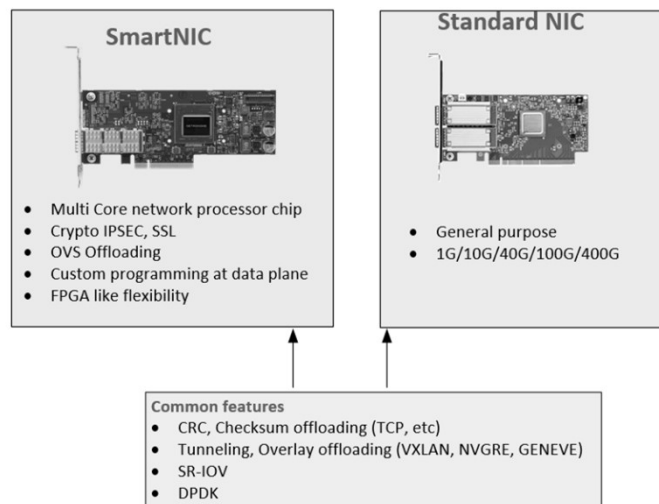 SmartNIC
Multi Core network processor chip
Crypto IPSEC, SSL
OVS Offloading
Custom programming at data plane
FPGA like flexibility
Standard NIC
General purpose
1G/10G/40G/100G/400G
Common features
CRC, Checksum offloading (TCP, etc)
Tunneling, Overlay offloading (VXLAN, NVGRE, GENEVE)
SR-IOV
DPDK